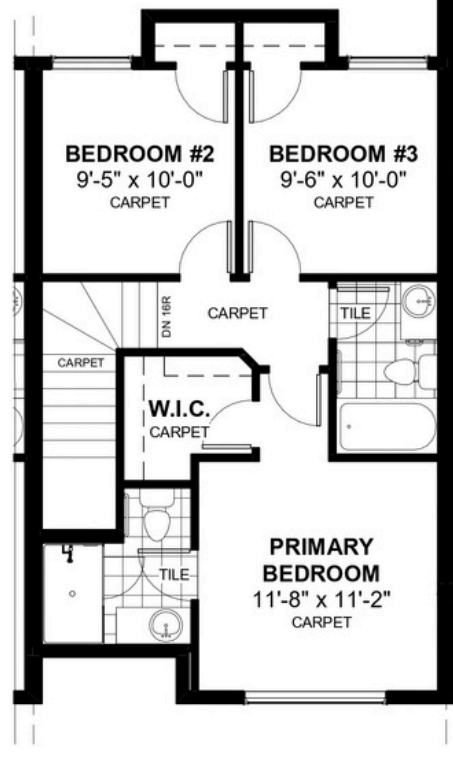 BEDROOM #2
9'-5" x 10'-0"
CARPET
BEDROOM #3
9'-6" x 10'-0"
CARPET
DN 16R
CARPET
TILE
CARPET
W.I.C.
CARPET
TILE
PRIMARY
BEDROOM
11'-8" x 11'-2"
CARPET